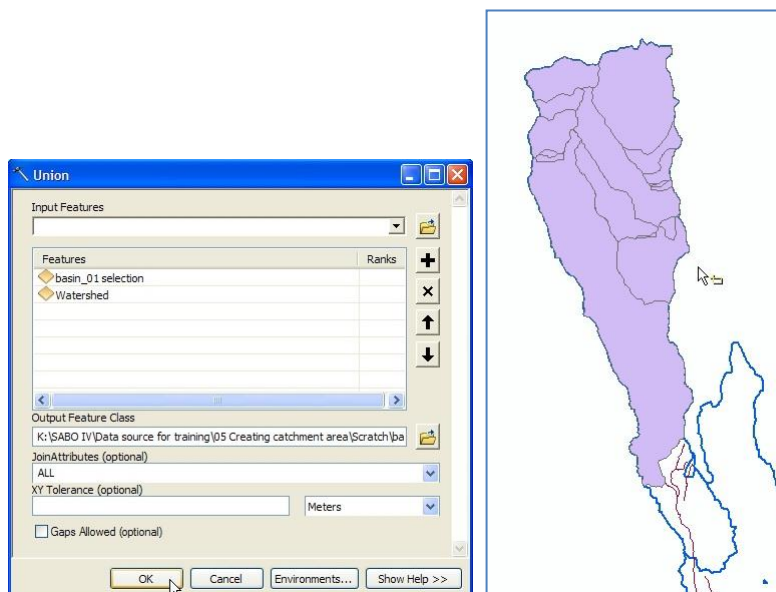 Union
Input Features
Features Ranks
basin_01 selection
Watershed
Output Feature Class
K:\SABO IV\Data source for training\05 Creating catchment area\Scratch\ba
JoinAttributes (optional)
ALL
XY Tolerance (optional)
Meters
Gaps Allowed (optional)
OK Cancel Environments... Show Help >>